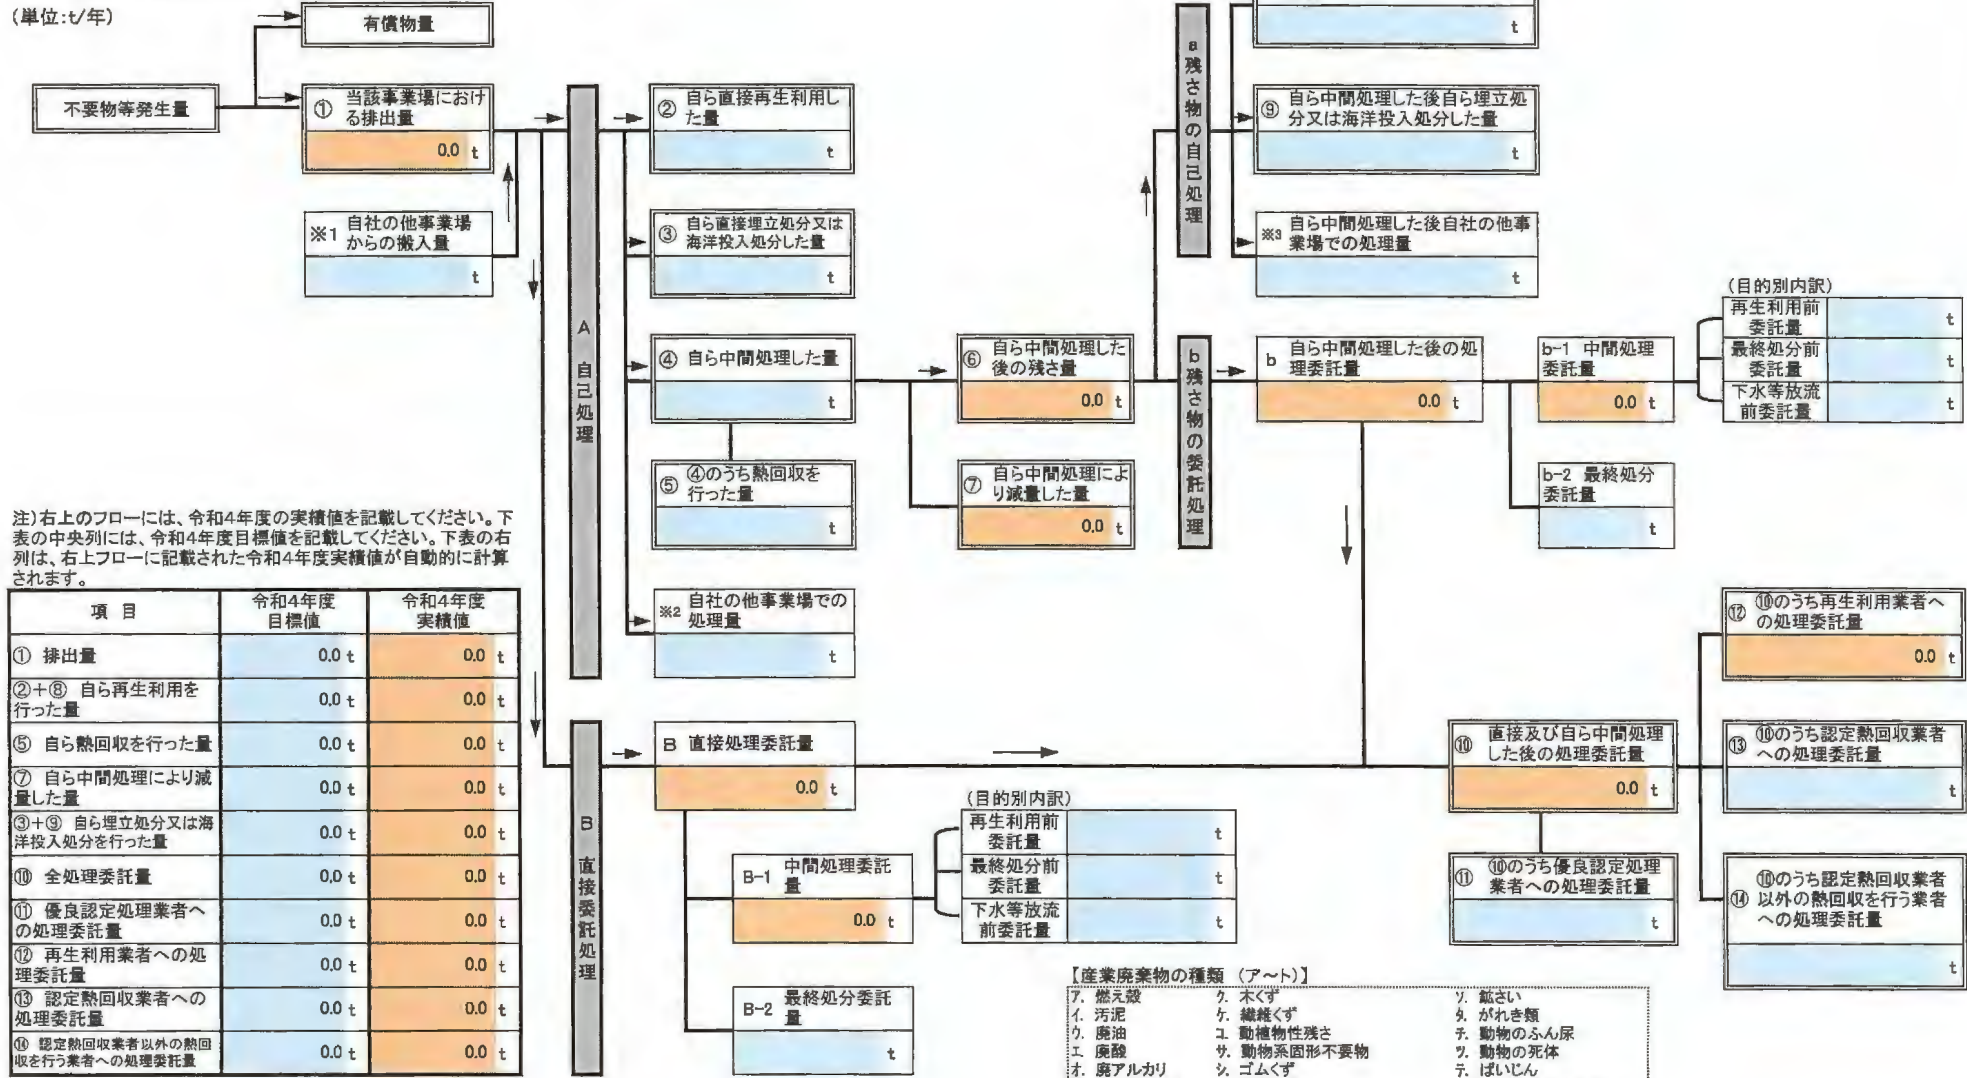 (単位:t/年)
有償物量
不要物等発生量
① 当該事業場におけ
る排出量
0.0 t
※1 自社の他事業場
からの搬入量
t
A 自己処理
② 自ら直接再生利用し
た量
t
③ 自ら直接埋立処分又は
海洋投入処分した量
t
④ 自ら中間処理した量
t
⑤ ④のうち熱回収を
行った量
t
※2 自社の他事業場での
処理量
t
⑥ 自ら中間処理した
後の残さ量
0.0 t
⑦ 自ら中間処理によ
り減量した量
0.0 t
a 残さ物の自己処理
t
⑨ 自ら中間処理した後自ら埋立処
分又は海洋投入処分した量
t
※3 自ら中間処理した後自社の他事
業場での処理量
t
b 残さ物の委託処理
b 自ら中間処理した後の処
理委託量
0.0 t
b-1 中間処理
委託量
0.0 t
(目的別内訳)
再生利用前
委託量 t
最終処分前
委託量 t
下水等放流
前委託量 t
b-2 最終処分
委託量
t
注)右上のフローには、令和4年度の実績値を記載してください。下
表の中央列には、令和4年度目標値を記載してください。下表の右
列は、右上フローに記載された令和4年度実績値が自動的に計算
されます。
項 目 令和4年度 令和4年度
目標値 実績値
① 排出量 0.0 t 0.0 t
②+⑧ 自ら再生利用を
行った量 0.0 t 0.0 t
⑤ 自ら熱回収を行った量 0.0 t 0.0 t
⑦ 自ら中間処理により減
量した量 0.0 t 0.0 t
③+⑨ 自ら埋立処分又は海
洋投入処分を行った量 0.0 t 0.0 t
⑩ 全処理委託量 0.0 t 0.0 t
⑪ 優良認定処理業者へ
の処理委託量 0.0 t 0.0 t
⑫ 再生利用業者への処
理委託量 0.0 t 0.0 t
⑬ 認定熱回収業者への
処理委託量 0.0 t 0.0 t
⑭ 認定熱回収業者以外の熱回
収を行う業者への処理委託量 0.0 t 0.0 t
B 直接委託処理
B 直接処理委託量
0.0 t
B-1 中間処理委託
量
0.0 t
(目的別内訳)
再生利用前
委託量 t
最終処分前
委託量 t
下水等放流
前委託量 t
B-2 最終処分委託
量
t
⑩ 直接及び自ら中間処理
した後の処理委託量
0.0 t
⑪ ⑩のうち優良認定処理
業者への処理委託量
t
⑫ ⑩のうち再生利用業者へ
の処理委託量
0.0 t
⑬ ⑩のうち認定熱回収業者
への処理委託量
t
⑭ ⑩のうち認定熱回収業者
以外の熱回収を行う業者
への処理委託量
t
【産業廃棄物の種類 (ア~ト)】
ア. 燃え殻 ク. 木くず ソ. 鉱さい
イ. 汚泥 ケ. 繊維くず タ. がれき類
ウ. 廃油 コ. 動植物性残さ チ. 動物のふん尿
エ. 廃酸 サ. 動物系固形不要物 ツ. 動物の死体
オ. 廃アルカリ シ. ゴムくず テ. ばいじん